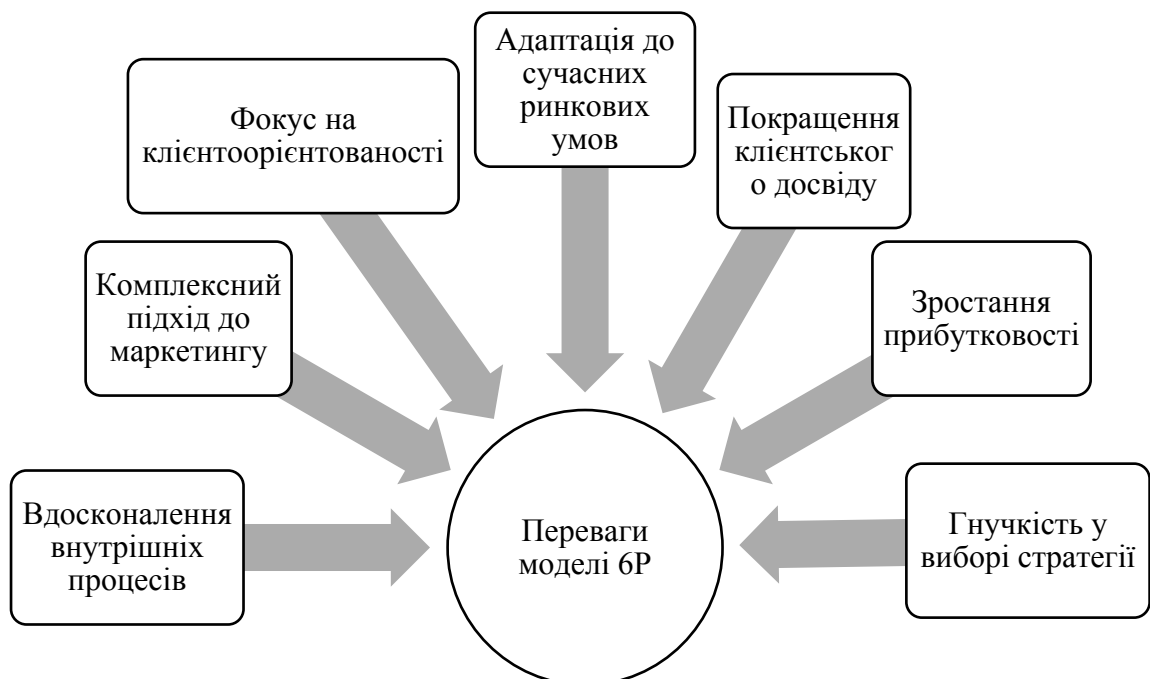 Адаптація до
сучасних
ринкових
умов
Фокус на
клієнтоорієнтованості
Покращення
клієнтськог
о досвіду
Комплексний
підхід до
маркетингу
Зростання
прибутковості
Вдосконалення
внутрішніх
процесів
Переваги
моделі 6Р
Гнучкість у
виборі стратегії